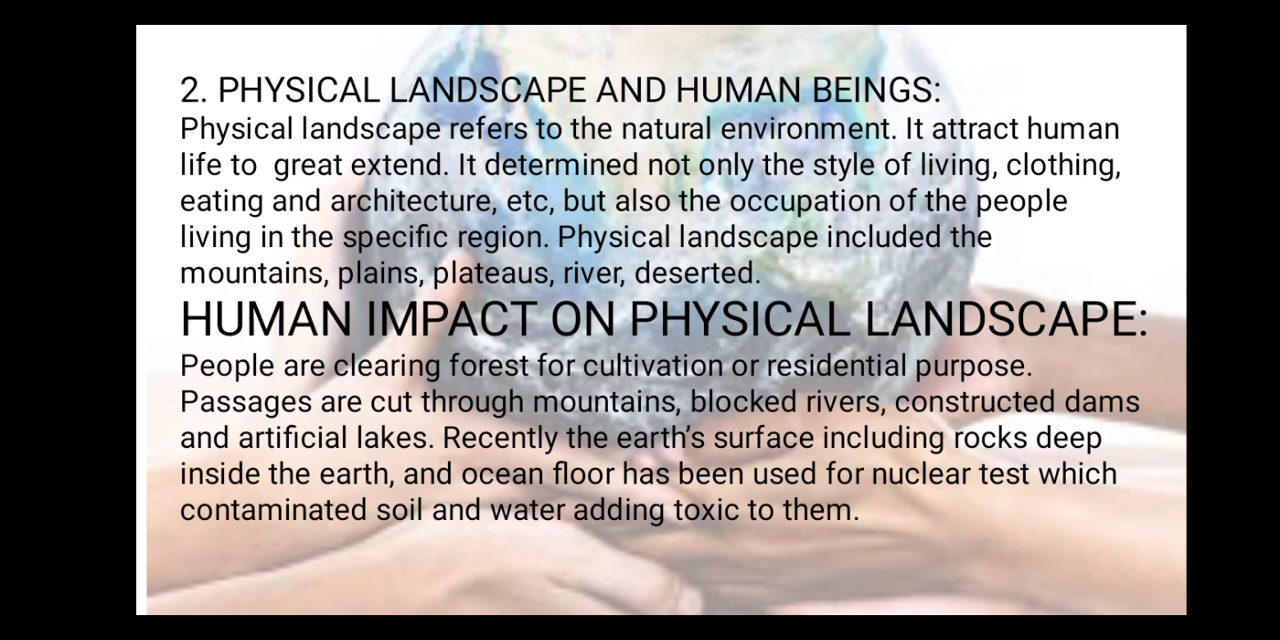 2. PHYSICAL LANDSCAPE AND HUMAN BEINGS:
Physical landscape refers to the natural environment. It attract human
life to  great extend. It determined not only the style of living, clothing,
eating and architecture, etc, but also the occupation of the people
living in the specific region. Physical landscape included the
mountains, plains, plateaus, river, deserted.
HUMAN IMPACT ON PHYSICAL LANDSCAPE:
People are clearing forest for cultivation or residential purpose.
Passages are cut through mountains, blocked rivers, constructed dams
and artificial lakes. Recently the earth’s surface including rocks deep
inside the earth, and ocean floor has been used for nuclear test which
contaminated soil and water adding toxic to them.